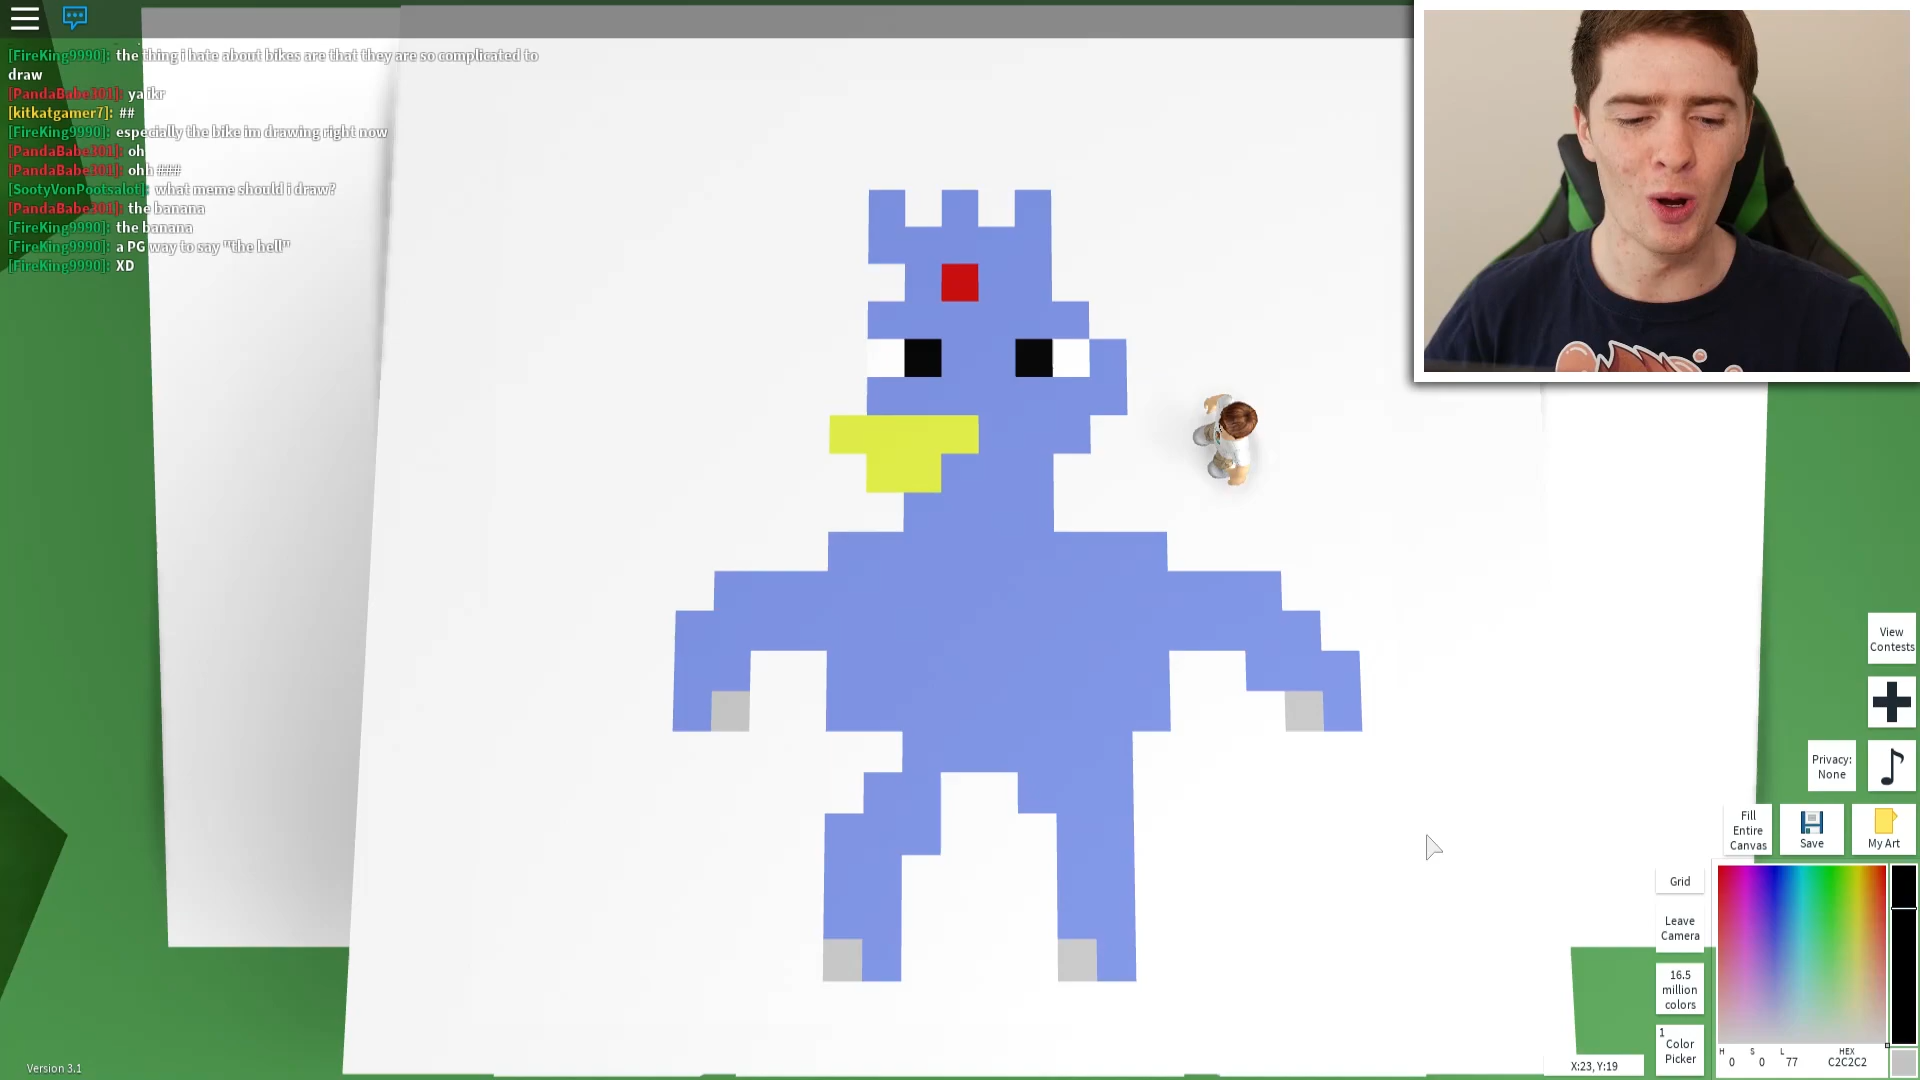 [FireKing9990]: the thing i hate about bikes are that they are so complicated to
draw
[PandaBabe301]: ya ikr
[kitkatgamer7]: ##
[FireKing9990]: especially the bike im drawing right now
[PandaBabe301]: oh
[PandaBabe301]: ohh ###
[SootyVonPootsalot]: what meme should i draw?
[PandaBabe301]: the banana
[FireKing9990]: the banana
[FireKing9990]: a PG way to say "the hell"
[FireKing9990]: XD
View
Contests
Privacy:
None
Fill
Entire
Canvas
Save
My Art
Grid
Leave
Camera
16.5
million
colors
1
Color
Picker
H
S
L
HEX
0
0
77
C2C2C2
X:23, Y:19
Version 3.1